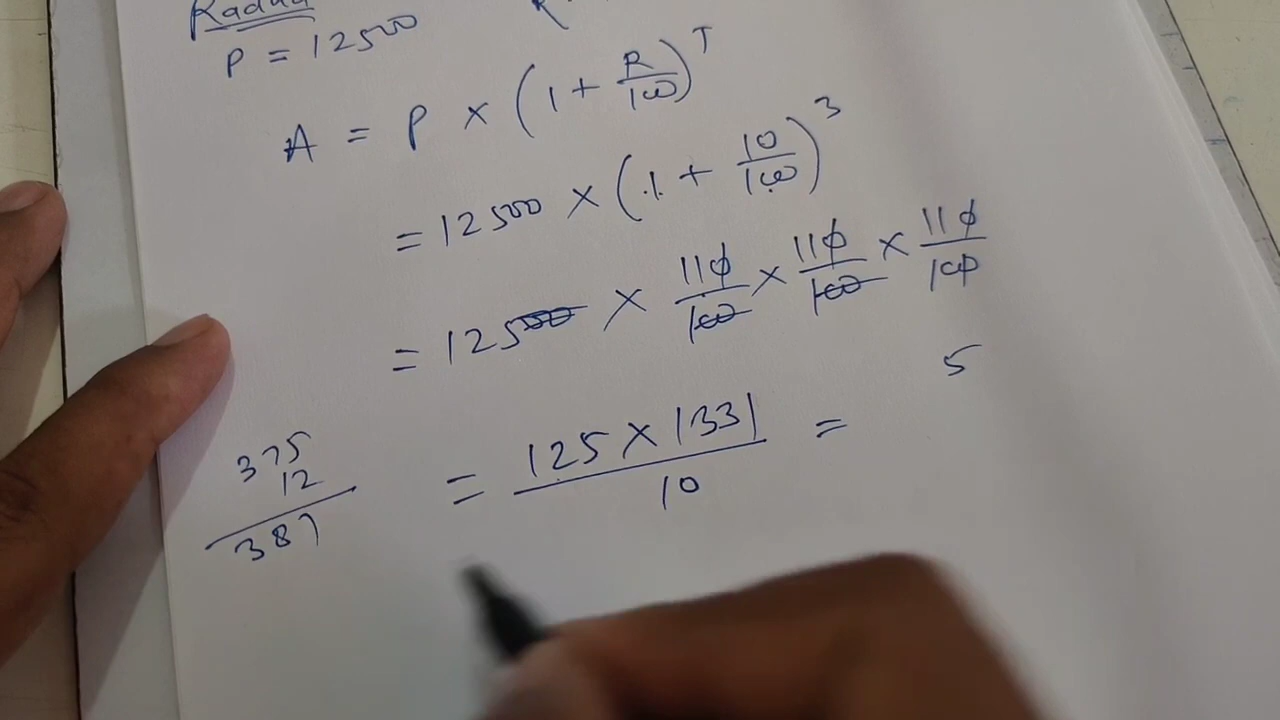 Radha
P = 12500
A = P × (1 + R/100)^T
= 12500 × (1 + 10/100)^3
= 12500 × 110/100 × 110/100 × 110/100
5
= 125 × 1331/10 =
375
12
387